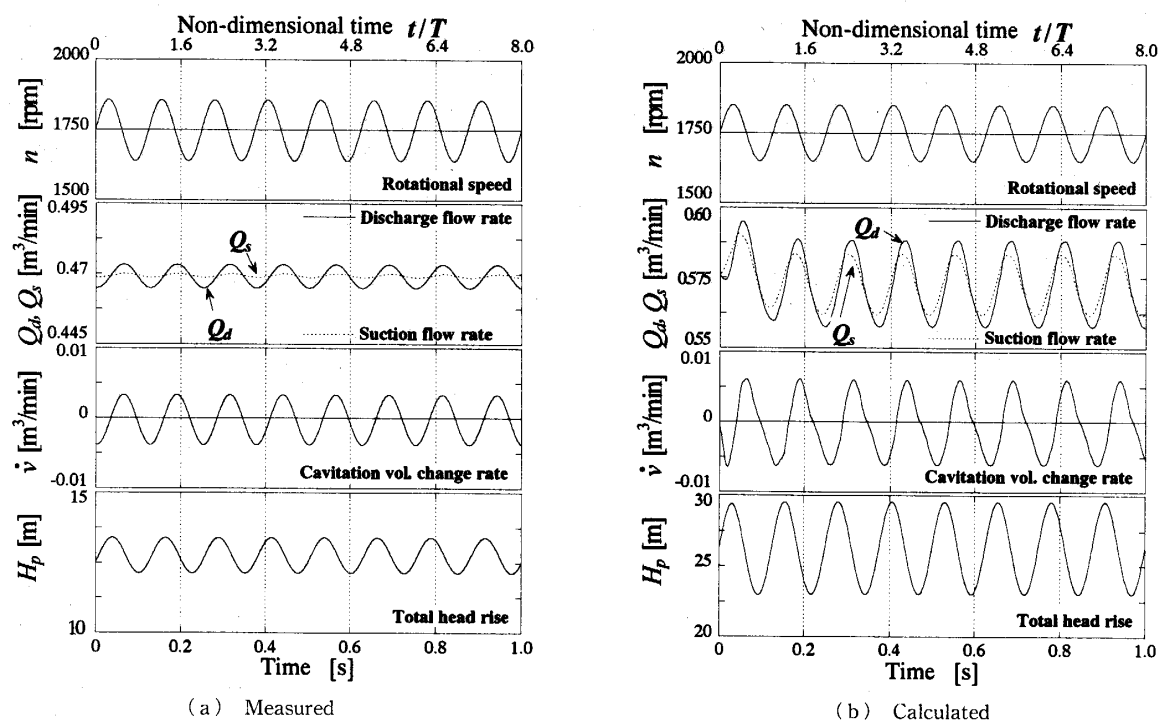 Non-dimensional time t/T
0 1.6 3.2 4.8 6.4 8.0
2000
1750
1500
n [rpm]
Rotational speed
0.495
0.47
0.445
Q_d, Q_s [m³/min]
Discharge flow rate
Q_s
Q_d
Suction flow rate
0.01
0
-0.01
v̇ [m³/min]
Cavitation vol. change rate
15
10
H_p [m]
Total head rise
0 0.2 0.4 0.6 0.8 1.0
Time [s]
(a) Measured
Non-dimensional time t/T
0 1.6 3.2 4.8 6.4 8.0
2000
1750
1500
n [rpm]
Rotational speed
0.60
0.575
0.55
Q_d, Q_s [m³/min]
Discharge flow rate
Q_d
Q_s
Suction flow rate
0.01
0
-0.01
v̇ [m³/min]
Cavitation vol. change rate
30
25
20
H_p [m]
Total head rise
0 0.2 0.4 0.6 0.8 1.0
Time [s]
(b) Calculated